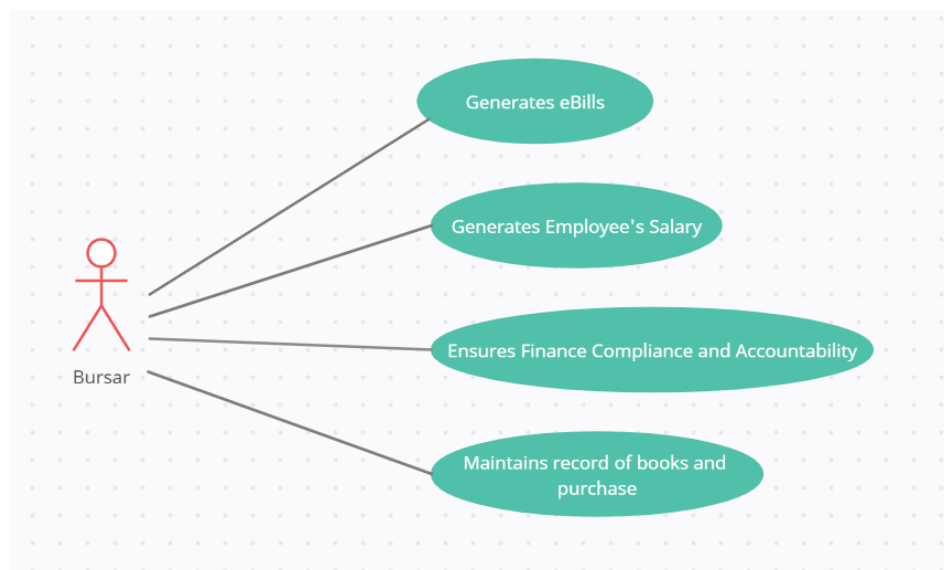 Generates eBills
Generates Employee's Salary
Ensures Finance Compliance and Accountability
Bursar
Maintains record of books and
purchase